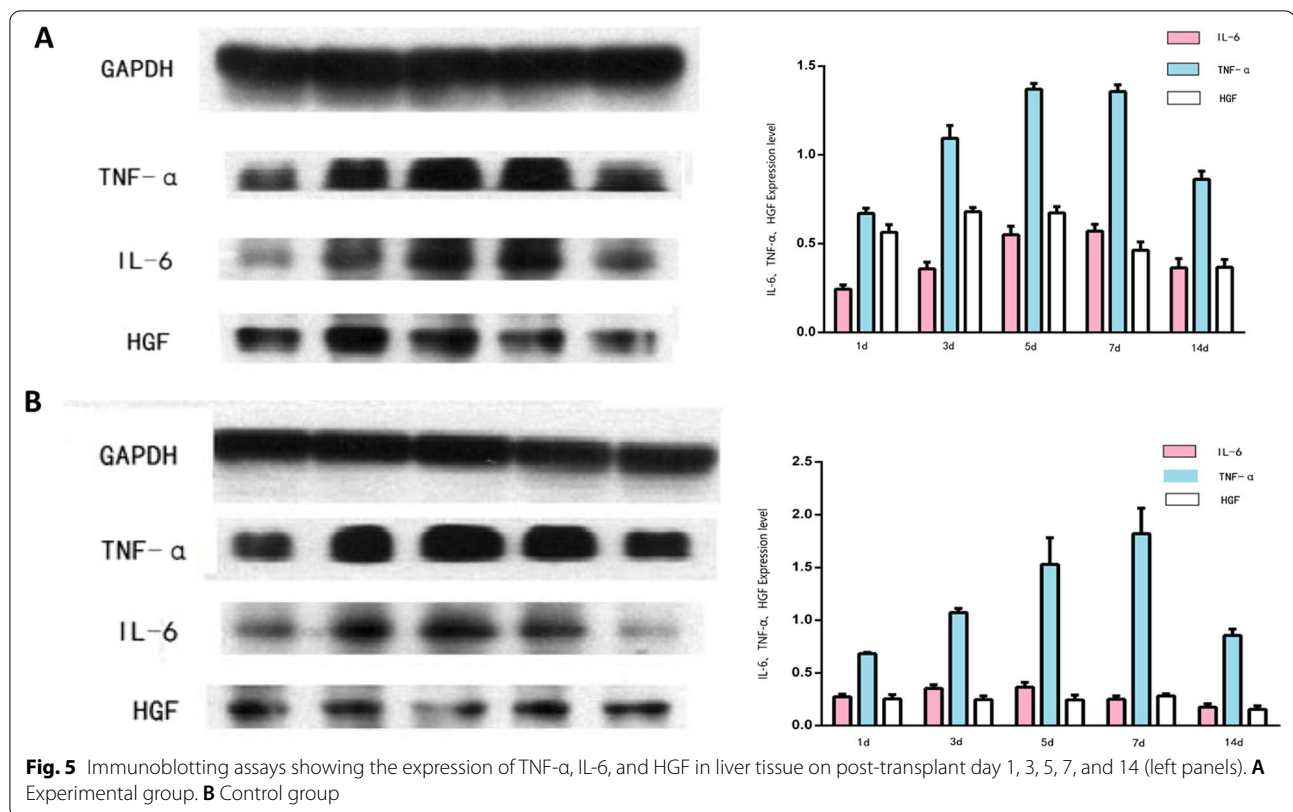 A
GAPDH
TNF-α
IL-6
HGF
IL-6
TNF-α
HGF
IL-6、TNF-α、HGF Expression level
1.5
1.0
0.5
0.0
1d 3d 5d 7d 14d
B
GAPDH
TNF-α
IL-6
HGF
IL-6
TNF-α
HGF
IL-6、TNF-α、HGF Expression level
2.5
2.0
1.5
1.0
0.5
0.0
1d 3d 5d 7d 14d
Fig. 5 Immunoblotting assays showing the expression of TNF-α, IL-6, and HGF in liver tissue on post-transplant day 1, 3, 5, 7, and 14 (left panels). A
Experimental group. B Control group